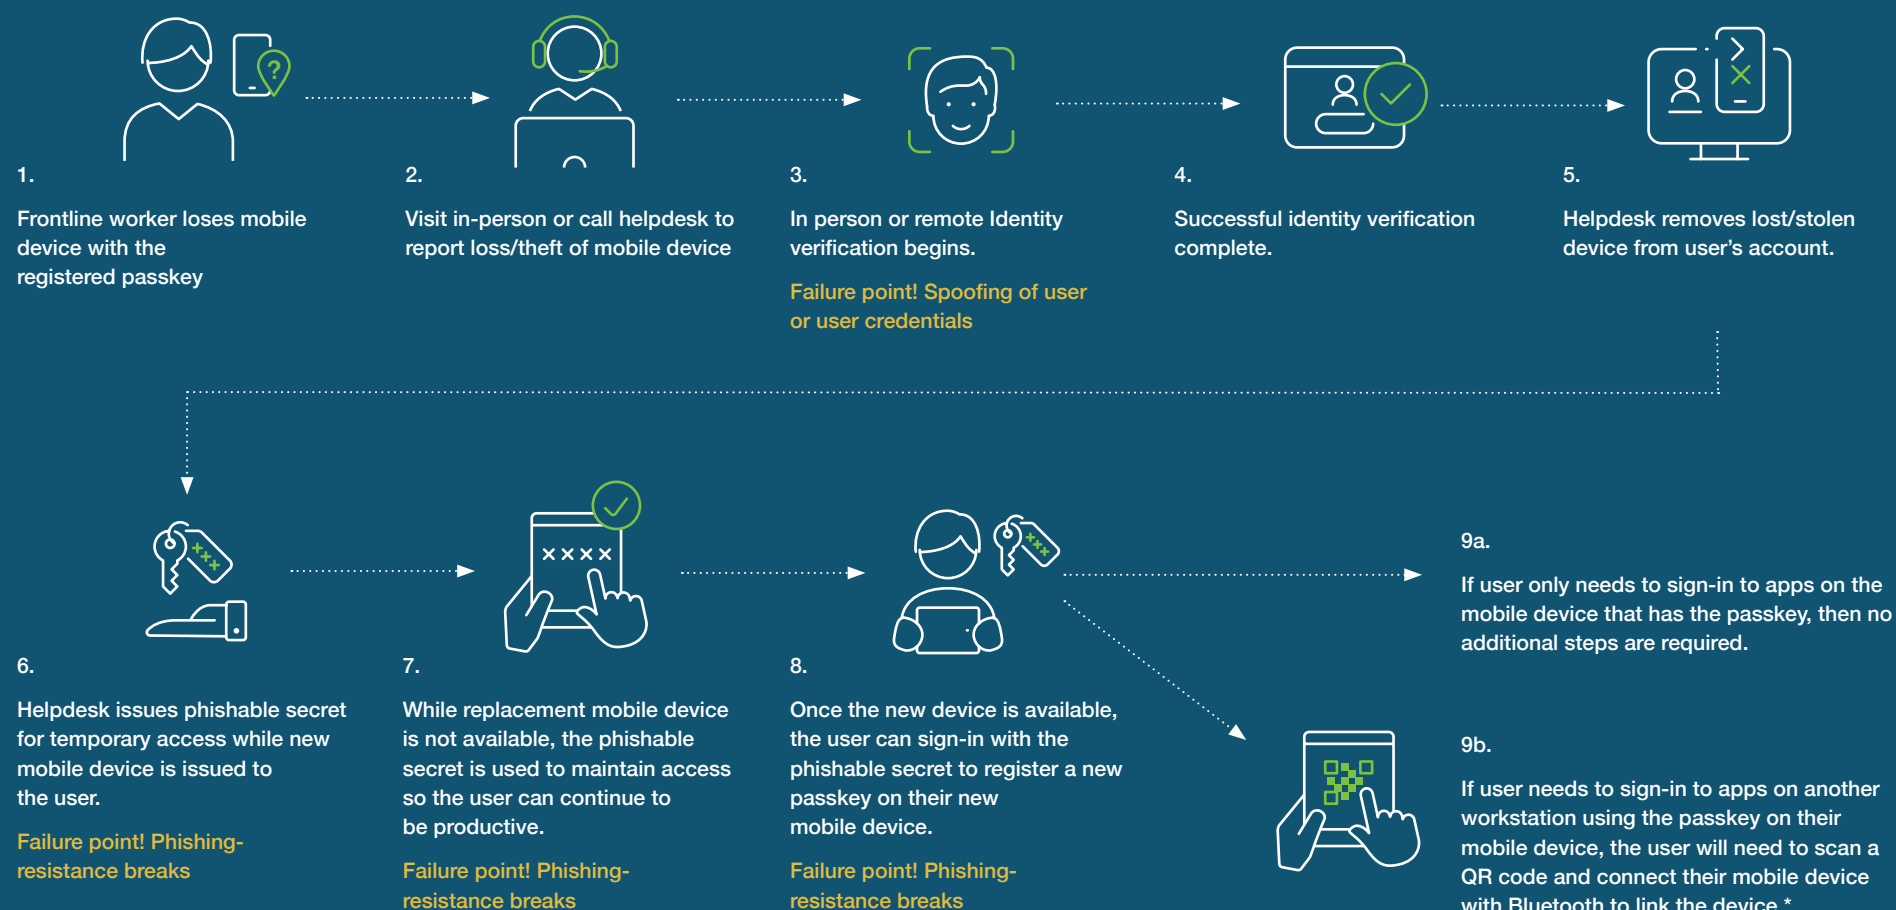 ?
1.
Frontline worker loses mobile
device with the
registered passkey
2.
Visit in-person or call helpdesk to
report loss/theft of mobile device
3.
In person or remote Identity
verification begins.
Failure point! Spoofing of user
or user credentials
4.
Successful identity verification
complete.
5.
Helpdesk removes lost/stolen
device from user's account.
6.
Helpdesk issues phishable secret
for temporary access while new
mobile device is issued to
the user.
Failure point! Phishing-
resistance breaks
7.
While replacement mobile device
is not available, the phishable
secret is used to maintain access
so the user can continue to
be productive.
Failure point! Phishing-
resistance breaks
8.
Once the new device is available,
the user can sign-in with the
phishable secret to register a new
passkey on their new
mobile device.
Failure point! Phishing-
resistance breaks
9a.
If user only needs to sign-in to apps on the
mobile device that has the passkey, then no
additional steps are required.
9b.
If user needs to sign-in to apps on another
workstation using the passkey on their
mobile device, the user will need to scan a
QR code and connect their mobile device
with Bluetooth to link the device.*